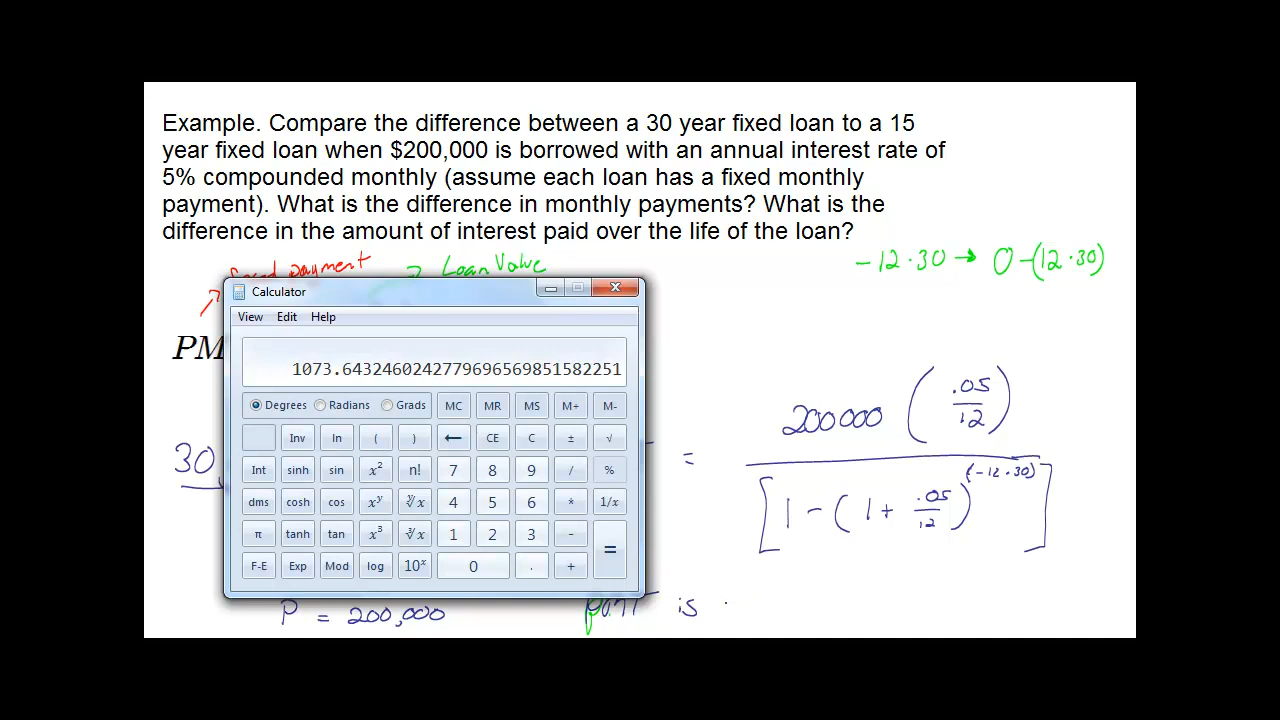 Example. Compare the difference between a 30 year fixed loan to a 15
year fixed loan when $200,000 is borrowed with an annual interest rate of
5% compounded monthly (assume each loan has a fixed monthly
payment). What is the difference in monthly payments? What is the
difference in the amount of interest paid over the life of the loan?
-12·30 → 0-(12·30)
payment → Loan Value
Calculator
View Edit Help
PM
1073.6432460242779696569851582251
Degrees Radians Grads MC MR MS M+ M-
Inv ln ( ) ← CE C ± √
Int sinh sin x² n! 7 8 9 / %
dms cosh cos xʸ ʸ√x 4 5 6 * 1/x
π tanh tan x³ ³√x 1 2 3 - =
F-E Exp Mod log 10ˣ 0 . +
30
= 200000 (.05/12)
[1-(1+.05/12)^(-12·30)]
P = 200,000
is